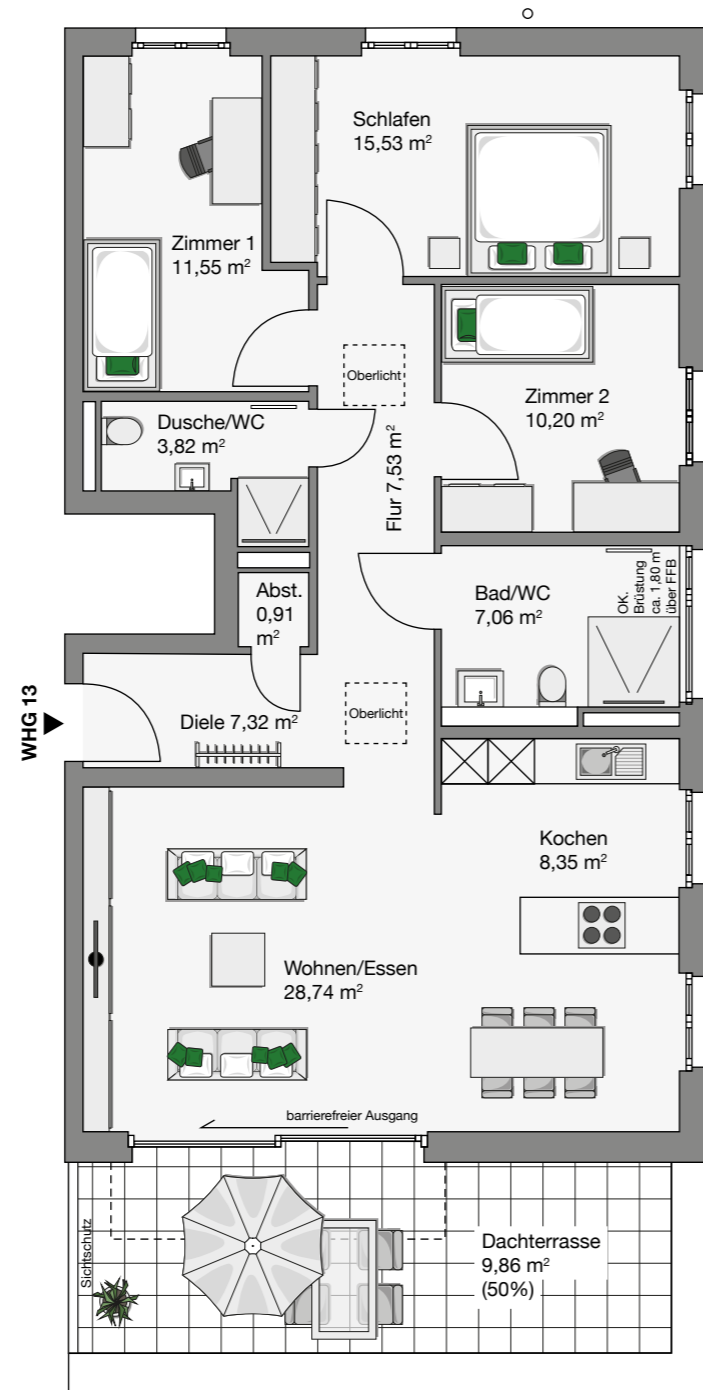 Schlafen
15,53 m²
Zimmer 1
11,55 m²
Oberlicht
Zimmer 2
10,20 m²
Dusche/WC
3,82 m²
Flur 7,53 m²
Abst.
0,91
m²
Bad/WC
7,06 m²
OK.
Brüstung
ca. 1,80 m
über FFB
WHG 13
Diele 7,32 m²
Oberlicht
Kochen
8,35 m²
Wohnen/Essen
28,74 m²
barrierefreier Ausgang
Sichtschutz
Dachterrasse
9,86 m²
(50%)